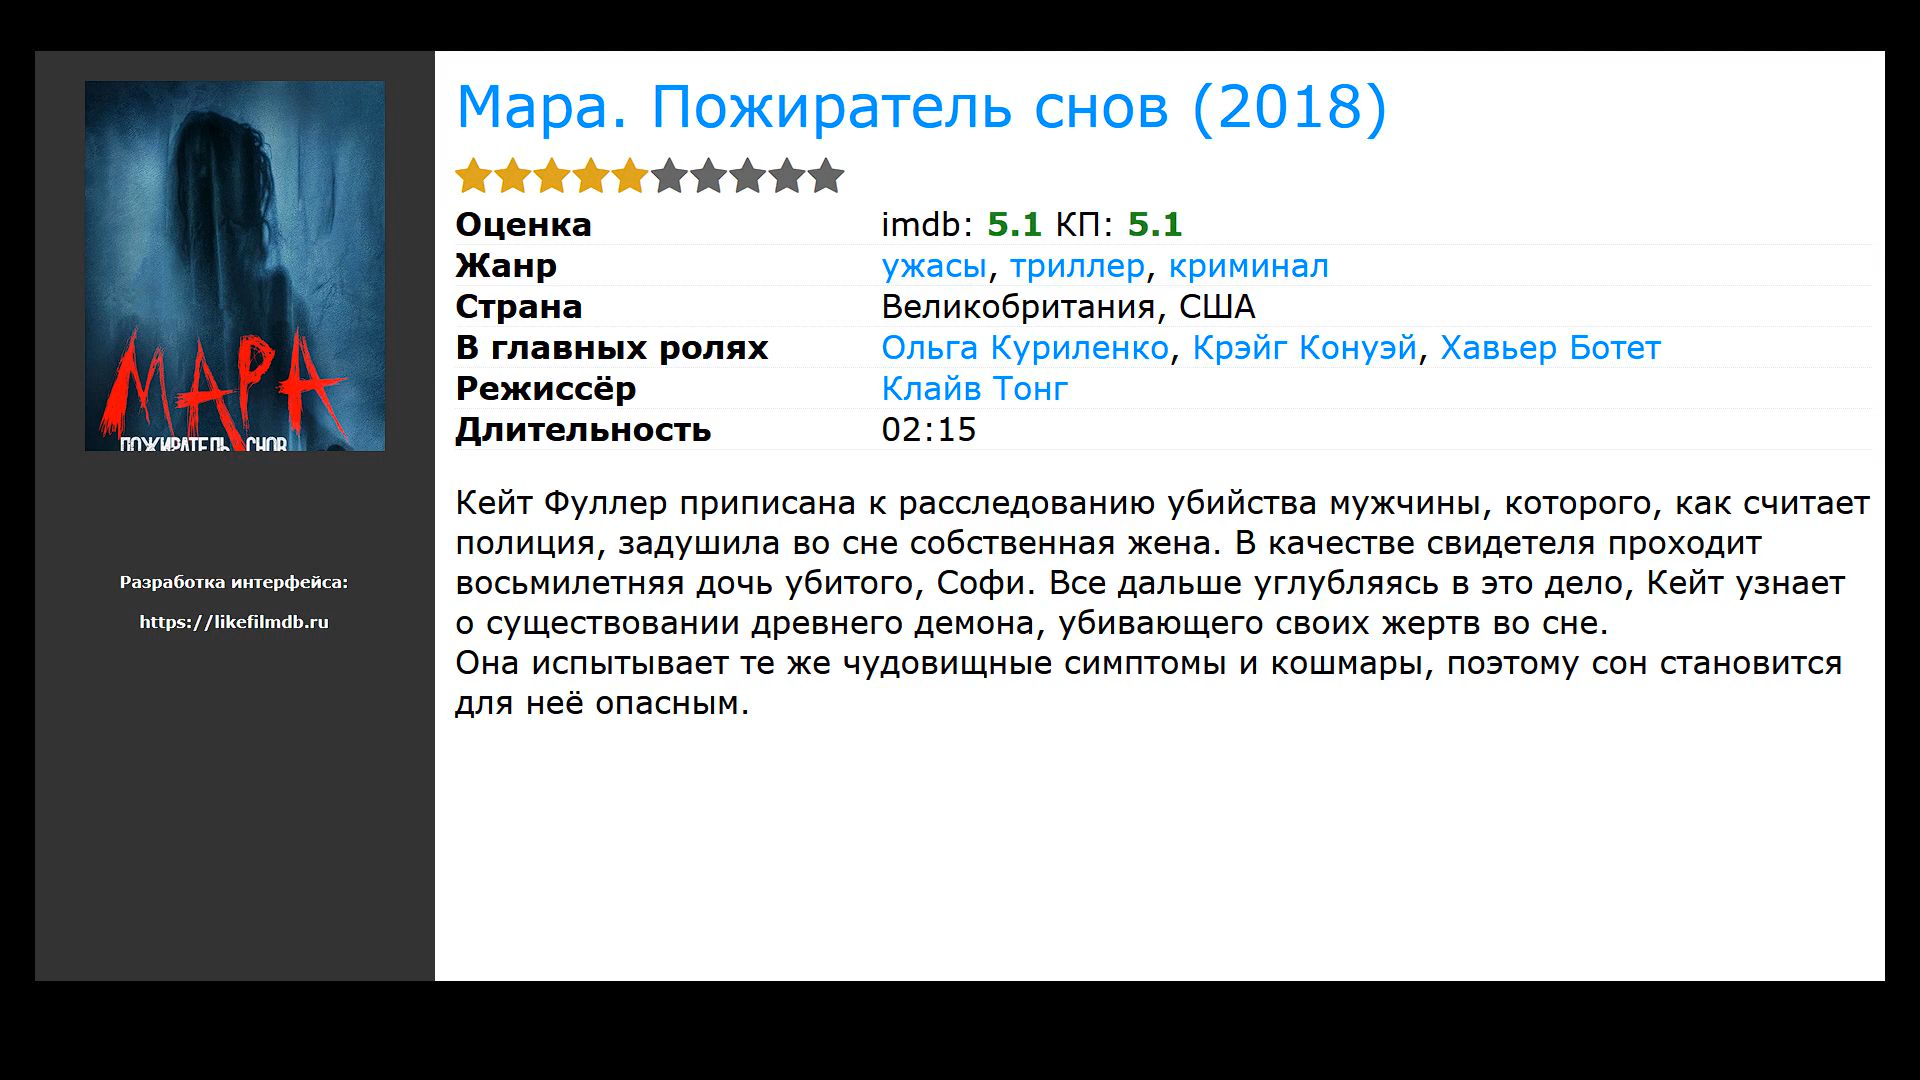 МАРА
ПОЖИРАТЕЛЬ СНОВ
Разработка интерфейса:
https://likefilmdb.ru
Мара. Пожиратель снов (2018)
Оценка imdb: 5.1 КП: 5.1
Жанр ужасы, триллер, криминал
Страна Великобритания, США
В главных ролях Ольга Куриленко, Крэйг Конуэй, Хавьер Ботет
Режиссёр Клайв Тонг
Длительность 02:15
Кейт Фуллер приписана к расследованию убийства мужчины, которого, как считает
полиция, задушила во сне собственная жена. В качестве свидетеля проходит
восьмилетняя дочь убитого, Софи. Все дальше углубляясь в это дело, Кейт узнает
о существовании древнего демона, убивающего своих жертв во сне.
Она испытывает те же чудовищные симптомы и кошмары, поэтому сон становится
для неё опасным.